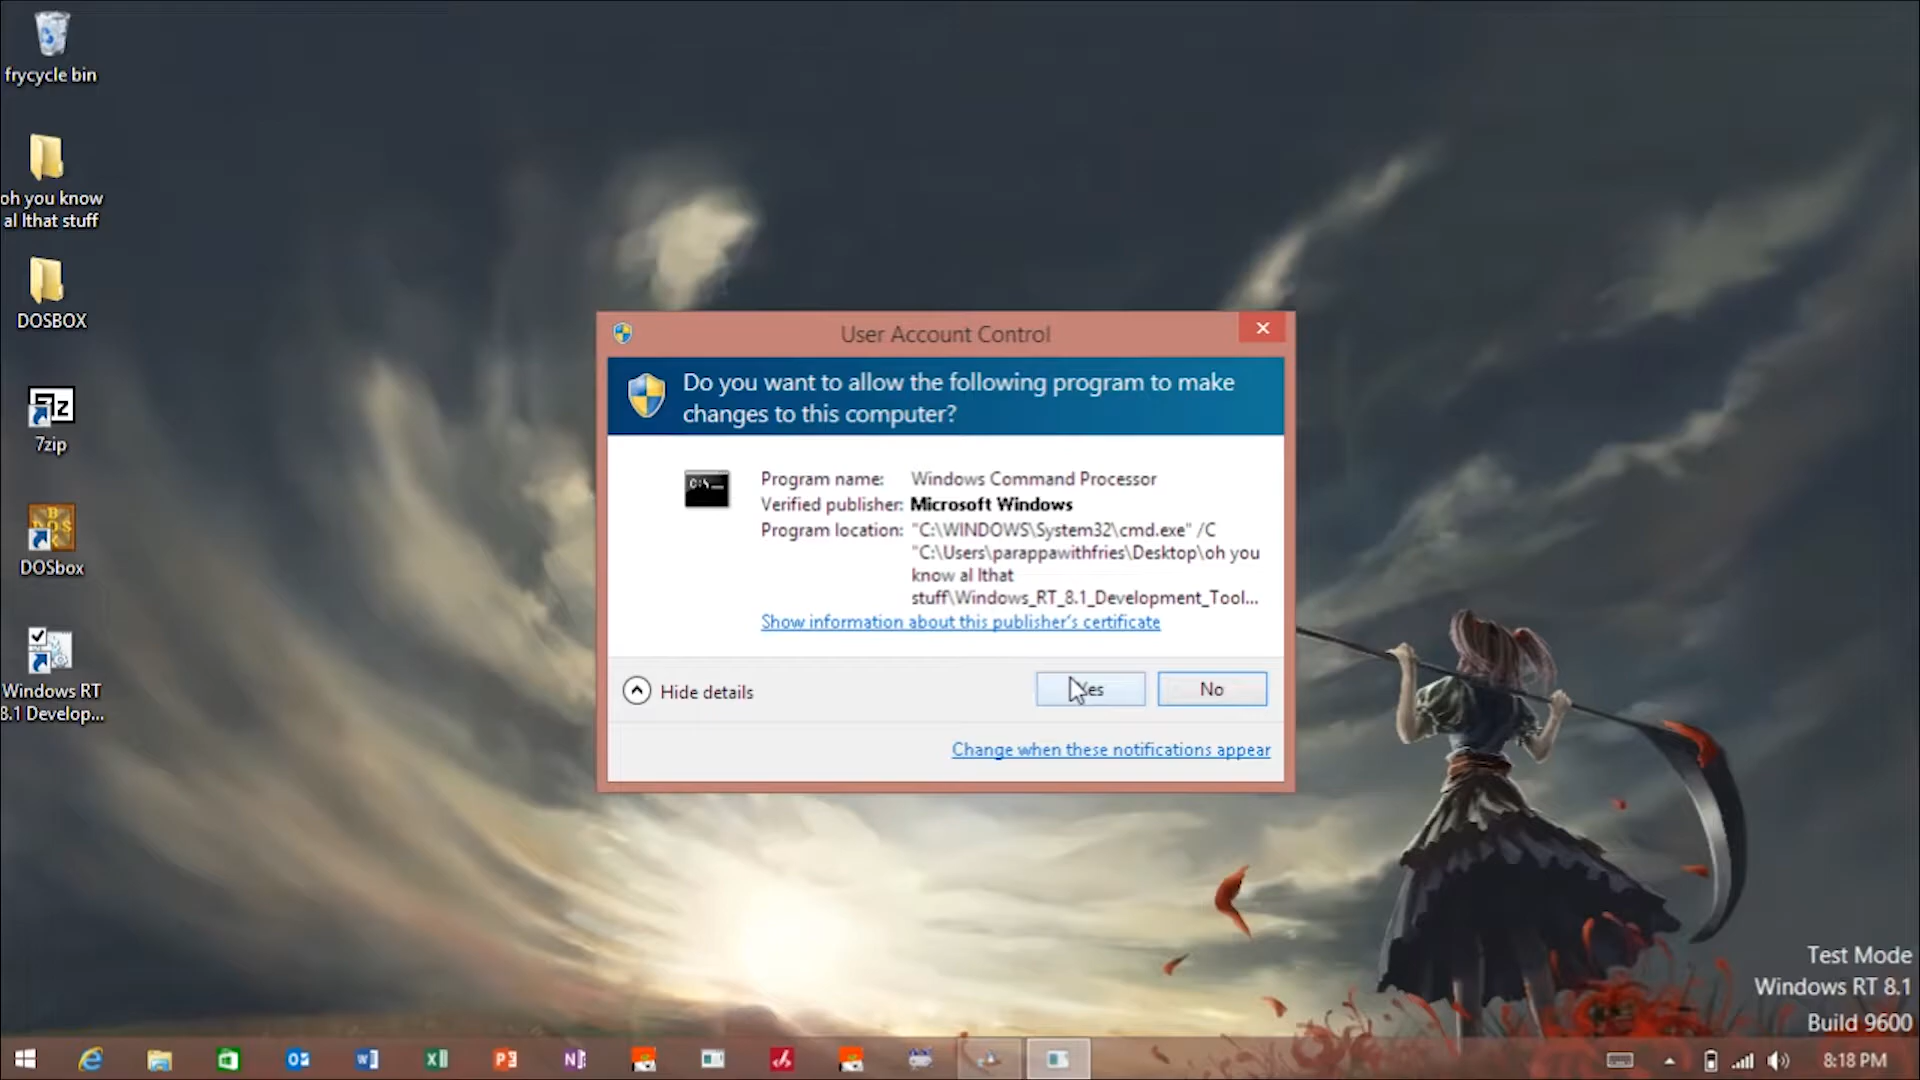 frycycle bin
oh you know
al lthat stuff
DOSBOX
7zip
DOSbox
Windows RT
8.1 Develop...
User Account Control
Do you want to allow the following program to make
changes to this computer?
Program name: Windows Command Processor
Verified publisher: Microsoft Windows
Program location: "C:\WINDOWS\System32\cmd.exe" /C
"C:\Users\parappawithfries\Desktop\oh you
know al lthat
stuff\Windows_RT_8.1_Development_Tool...
Show information about this publisher's certificate
Hide details
Yes
No
Change when these notifications appear
Test Mode
Windows RT 8.1
Build 9600
8:18 PM